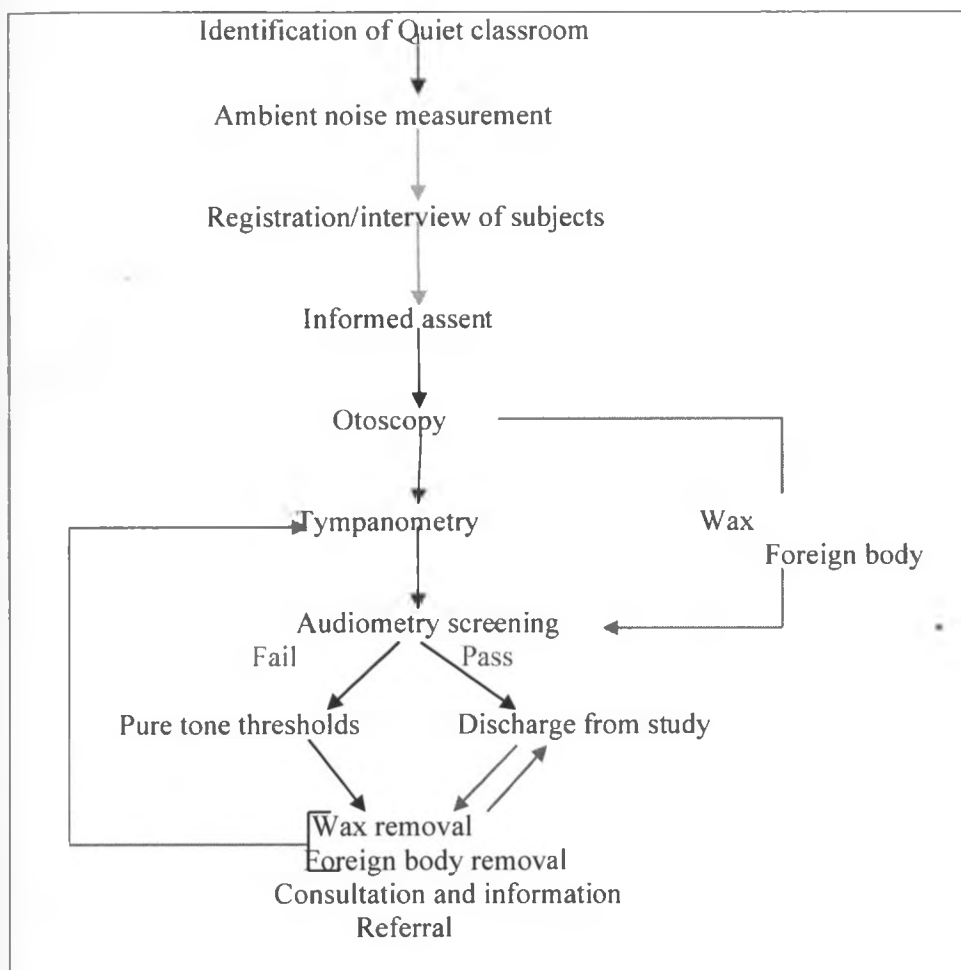 Identification of Quiet classroom
Ambient noise measurement
Registration/interview of subjects
Informed assent
Otoscopy
Tympanometry
Wax
Foreign body
Audiometry screening
Fail
Pass
Pure tone thresholds
Discharge from study
Wax removal
Foreign body removal
Consultation and information
Referral